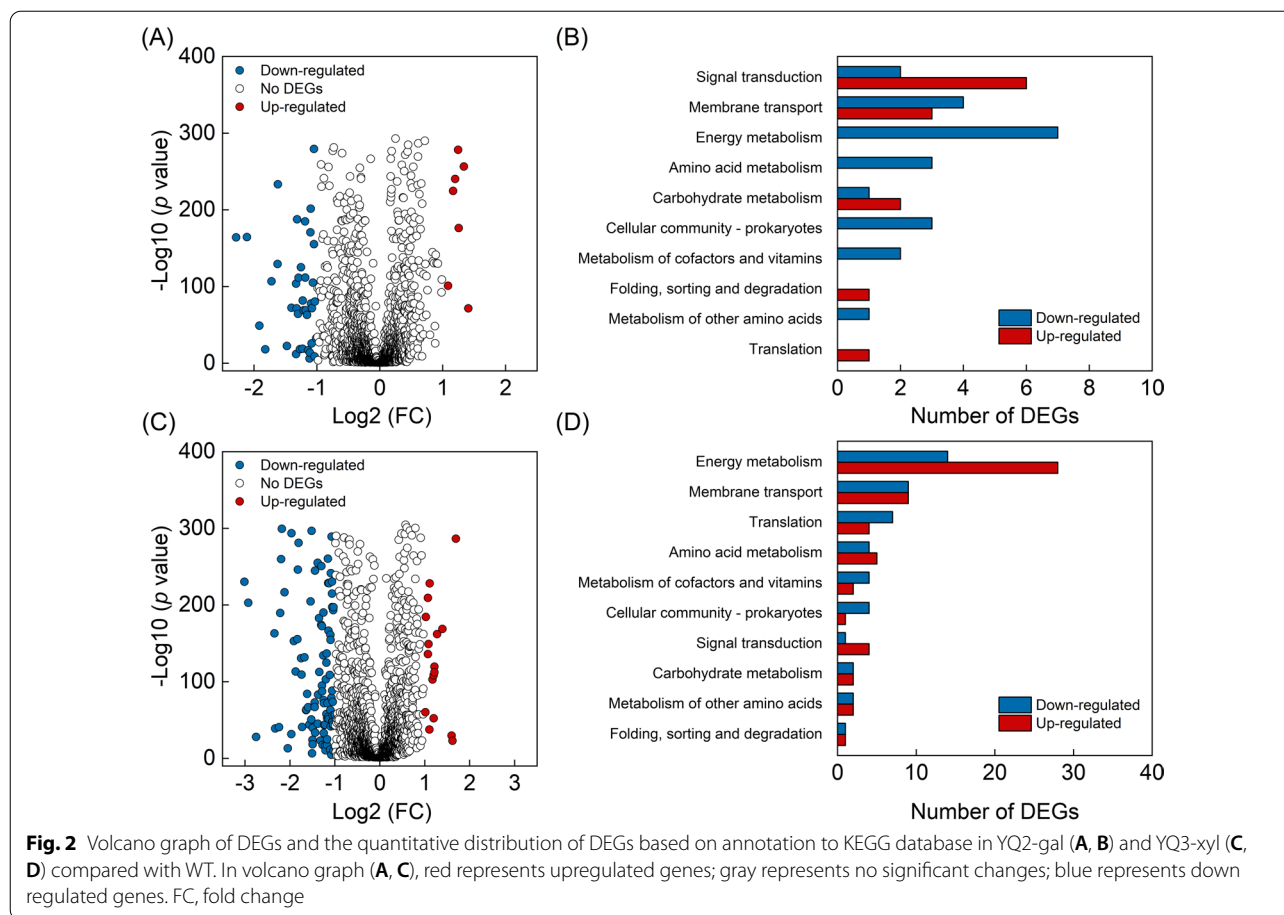 (A)
400
300
200
100
0
-Log10 (p value)
Down-regulated
No DEGs
Up-regulated
-2 -1 0 1 2
Log2 (FC)
(B)
Signal transduction
Membrane transport
Energy metabolism
Amino acid metabolism
Carbohydrate metabolism
Cellular community - prokaryotes
Metabolism of cofactors and vitamins
Folding, sorting and degradation
Metabolism of other amino acids
Translation
Down-regulated
Up-regulated
0 2 4 6 8 10
Number of DEGs
(C)
400
300
200
100
0
-Log10 (p value)
Down-regulated
No DEGs
Up-regulated
-3 -2 -1 0 1 2 3
Log2 (FC)
(D)
Energy metabolism
Membrane transport
Translation
Amino acid metabolism
Metabolism of cofactors and vitamins
Cellular community - prokaryotes
Signal transduction
Carbohydrate metabolism
Metabolism of other amino acids
Folding, sorting and degradation
Down-regulated
Up-regulated
0 10 20 30 40
Number of DEGs
Fig. 2 Volcano graph of DEGs and the quantitative distribution of DEGs based on annotation to KEGG database in YQ2-gal (A, B) and YQ3-xyl (C,
D) compared with WT. In volcano graph (A, C), red represents upregulated genes; gray represents no significant changes; blue represents down
regulated genes. FC, fold change